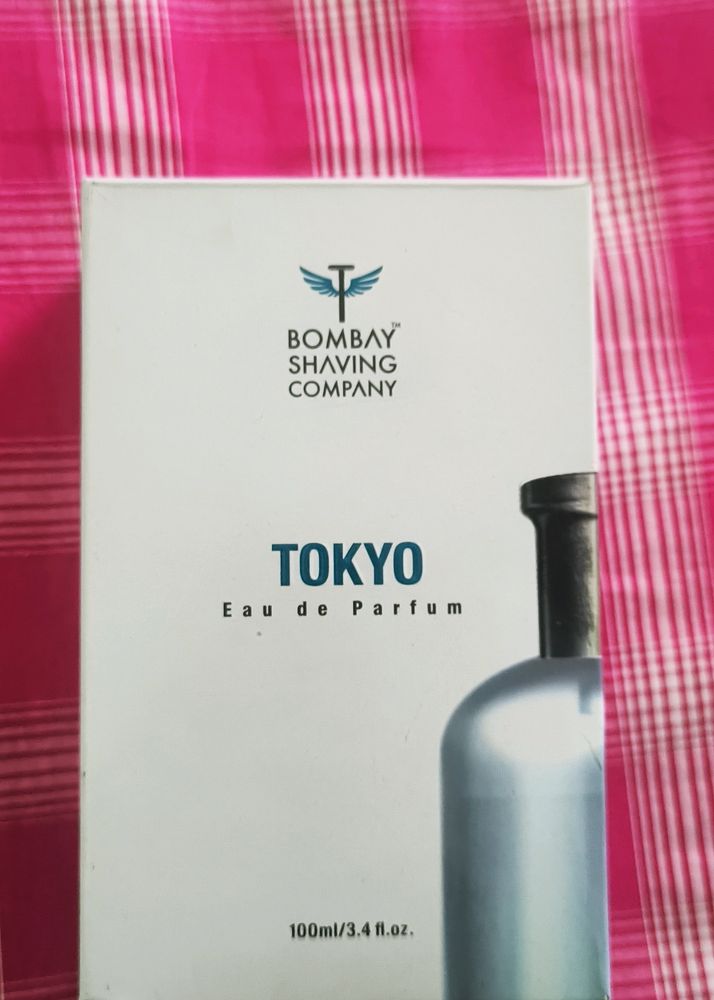 BOMBAY™
SHAVING
COMPANY
TOKYO
Eau de Parfum
100ml/3.4 fl.oz.